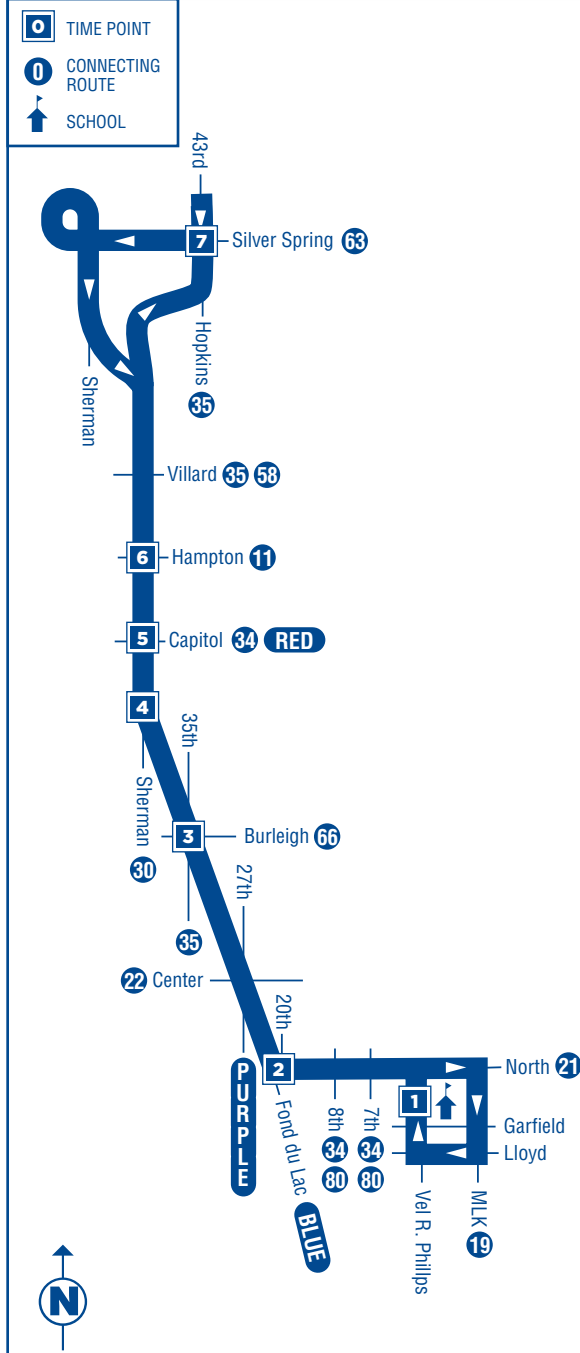 0 TIME POINT
0 CONNECTING
ROUTE
SCHOOL
43rd
7 Silver Spring 63
Hopkins
35
Sherman
Villard 35 58
6 Hampton 11
5 Capitol 34 RED
4
35th
Sherman
30
3 Burleigh 66
35
27th
22 Center
20th
2
PURPLE
Fond du Lac
BLUE
8th
34
80
7th
34
80
1
North 21
Garfield
Lloyd
Vel R. Phillps
MLK
19
N